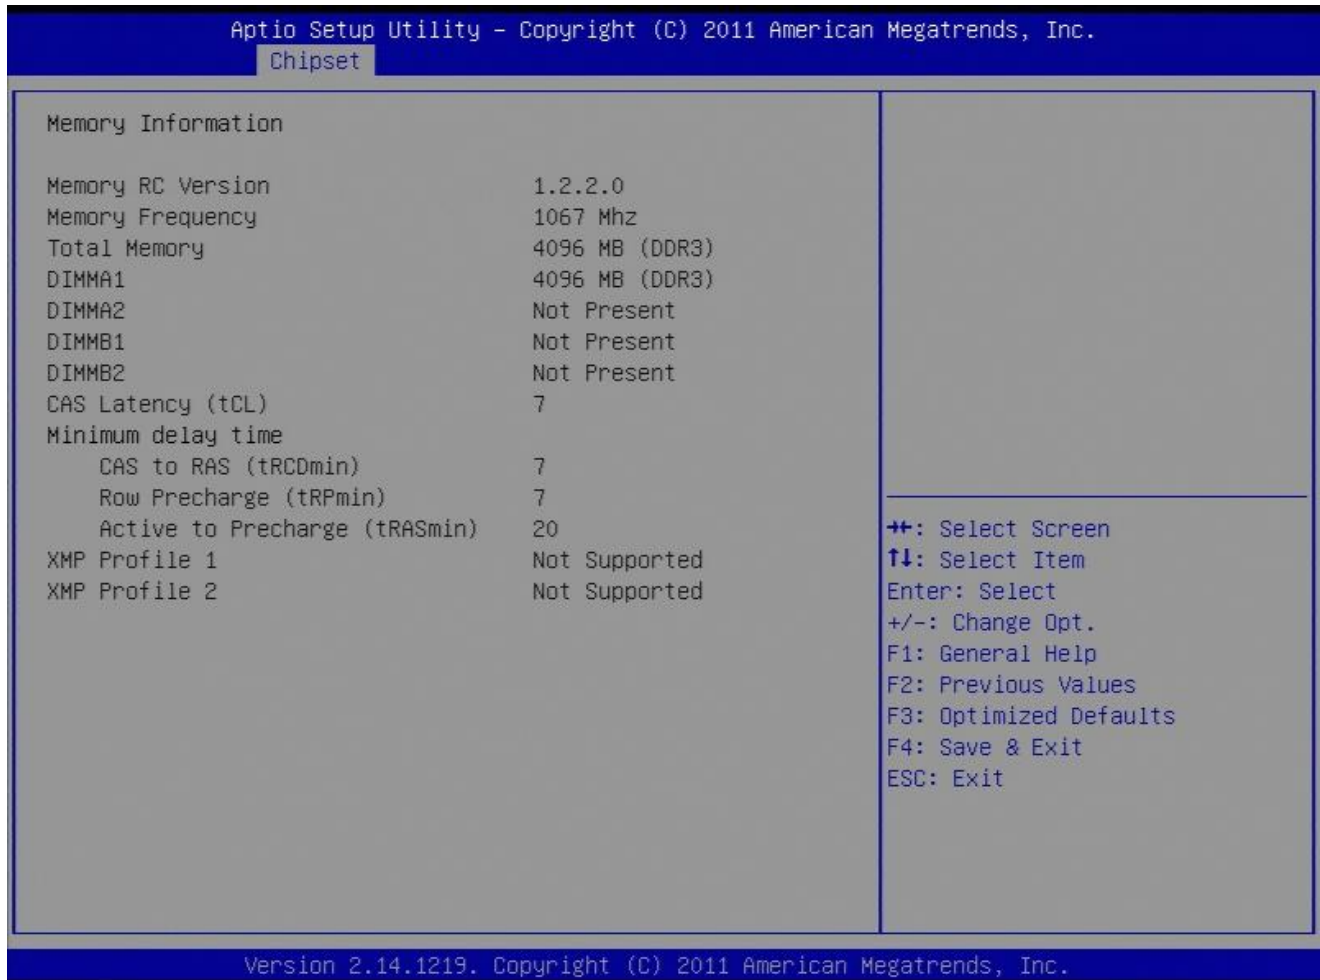 Aptio Setup Utility – Copyright (C) 2011 American Megatrends, Inc.
Chipset
Memory Information
Memory RC Version 1.2.2.0
Memory Frequency 1067 Mhz
Total Memory 4096 MB (DDR3)
DIMMA1 4096 MB (DDR3)
DIMMA2 Not Present
DIMMB1 Not Present
DIMMB2 Not Present
CAS Latency (tCL) 7
Minimum delay time
CAS to RAS (tRCDmin) 7
Row Precharge (tRPmin) 7
Active to Precharge (tRASmin) 20
XMP Profile 1 Not Supported
XMP Profile 2 Not Supported
→←: Select Screen
↑↓: Select Item
Enter: Select
+/-: Change Opt.
F1: General Help
F2: Previous Values
F3: Optimized Defaults
F4: Save & Exit
ESC: Exit
Version 2.14.1219. Copyright (C) 2011 American Megatrends, Inc.